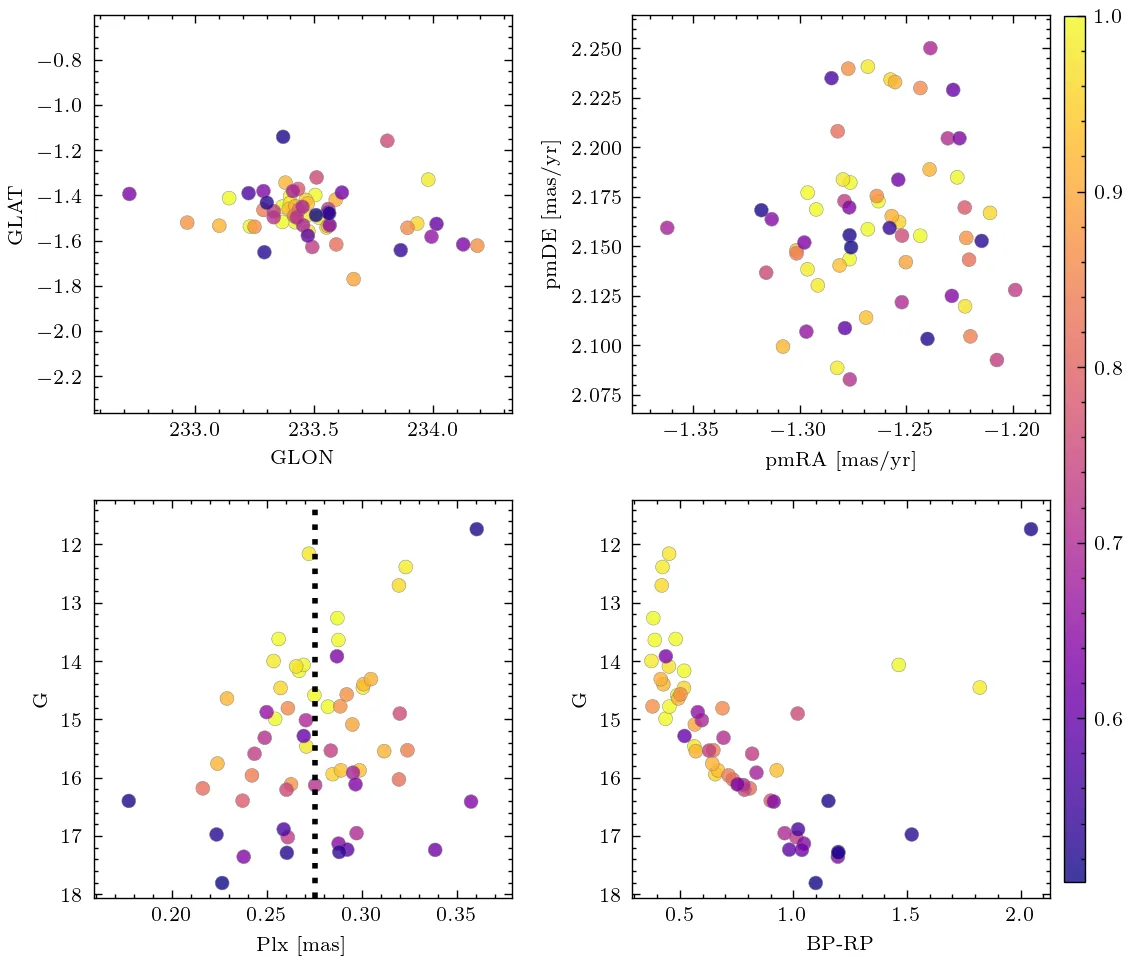 −0.8
−1.0
−1.2
−1.4
−1.6
−1.8
−2.0
−2.2
GLAT
233.0 233.5 234.0
GLON
2.250
2.225
2.200
2.175
2.150
2.125
2.100
2.075
pmDE [mas/yr]
−1.35 −1.30 −1.25 −1.20
pmRA [mas/yr]
1.0
0.9
0.8
0.7
0.6
12
13
14
15
16
17
18
G
0.20 0.25 0.30 0.35
Plx [mas]
12
13
14
15
16
17
18
G
0.5 1.0 1.5 2.0
BP-RP